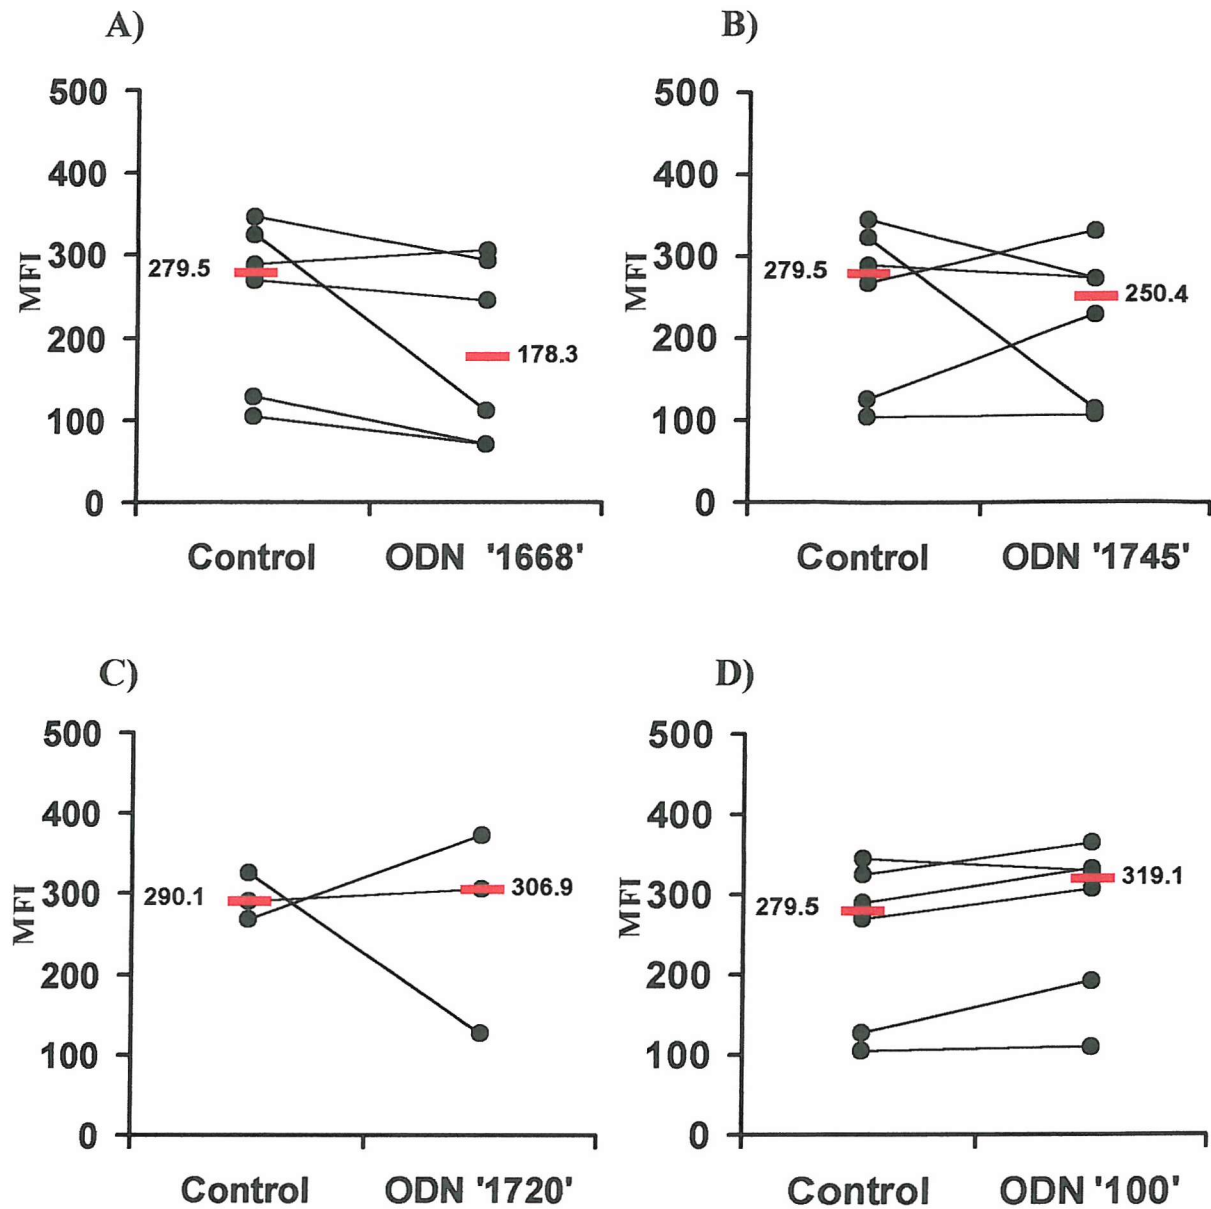 A)
500
400
300
200
100
0
MFI
279.5
178.3
Control
ODN '1668'
B)
500
400
300
200
100
0
MFI
279.5
250.4
Control
ODN '1745'
C)
500
400
300
200
100
0
MFI
290.1
306.9
Control
ODN '1720'
D)
500
400
300
200
100
0
MFI
279.5
319.1
Control
ODN '100'